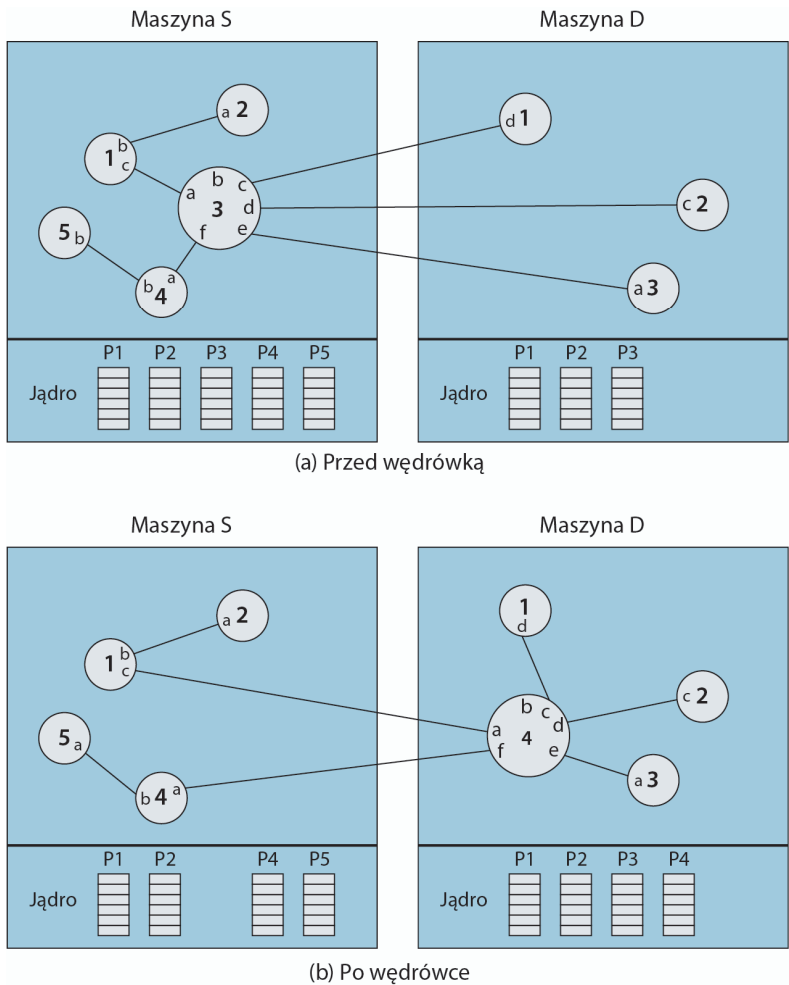 Maszyna S Maszyna D
a 2
d 1
1 b c
3 a b c d e f
c 2
5 b
b a 4
a 3
P1 P2 P3 P4 P5 P1 P2 P3
Jądro Jądro
(a) Przed wędrówką
Maszyna S Maszyna D
a 2
1 d
1 b c
c 2
4 a b c d e f
5 a
a 3
b 4 a
P1 P2 P4 P5 P1 P2 P3 P4
Jądro Jądro
(b) Po wędrówce